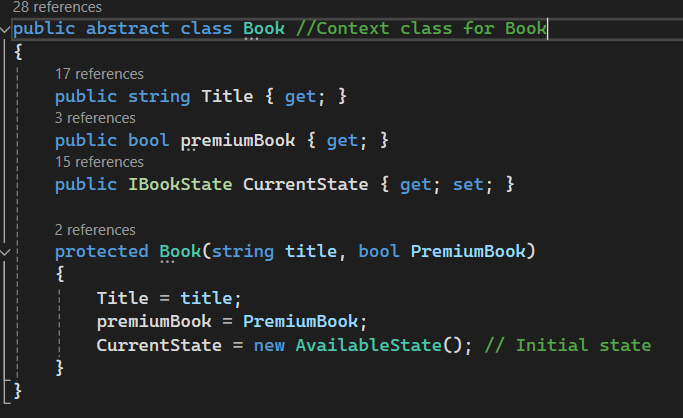 28 references
public abstract class Book //Context class for Book
{
17 references
public string Title { get; }
3 references
public bool premiumBook { get; }
15 references
public IBookState CurrentState { get; set; }
2 references
protected Book(string title, bool PremiumBook)
{
Title = title;
premiumBook = PremiumBook;
CurrentState = new AvailableState(); // Initial state
}
}